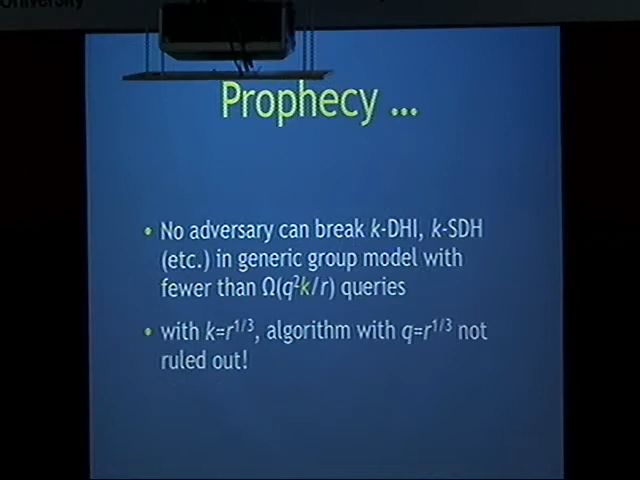 University
Prophecy ...
• No adversary can break k-DHI, k-SDH
(etc.) in generic group model with
fewer than Ω(q²k/r) queries
• with k=r^1/3, algorithm with q=r^1/3 not
ruled out!